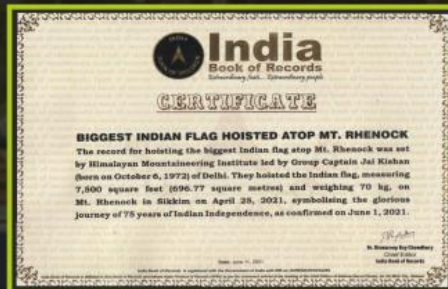 India
Book of Records
Extraordinary feats... Extraordinary people
CERTIFICATE
BIGGEST INDIAN FLAG HOISTED ATOP MT. RHENOCK
The record for hoisting the biggest Indian flag atop Mt. Rhenock was set
by Himalayan Mountaineering Institute led by Group Captain Jai Kishan
(born on October 6, 1972) of Delhi. They hoisted the Indian flag, measuring
7,500 square feet (696.77 square metres) and weighing 70 kg, on
Mt. Rhenock in Sikkim on April 25, 2021, symbolising the glorious
journey of 75 years of Indian Independence, as confirmed on June 1, 2021.
Chief Editor
India Book of Records
Date: June 11, 2021